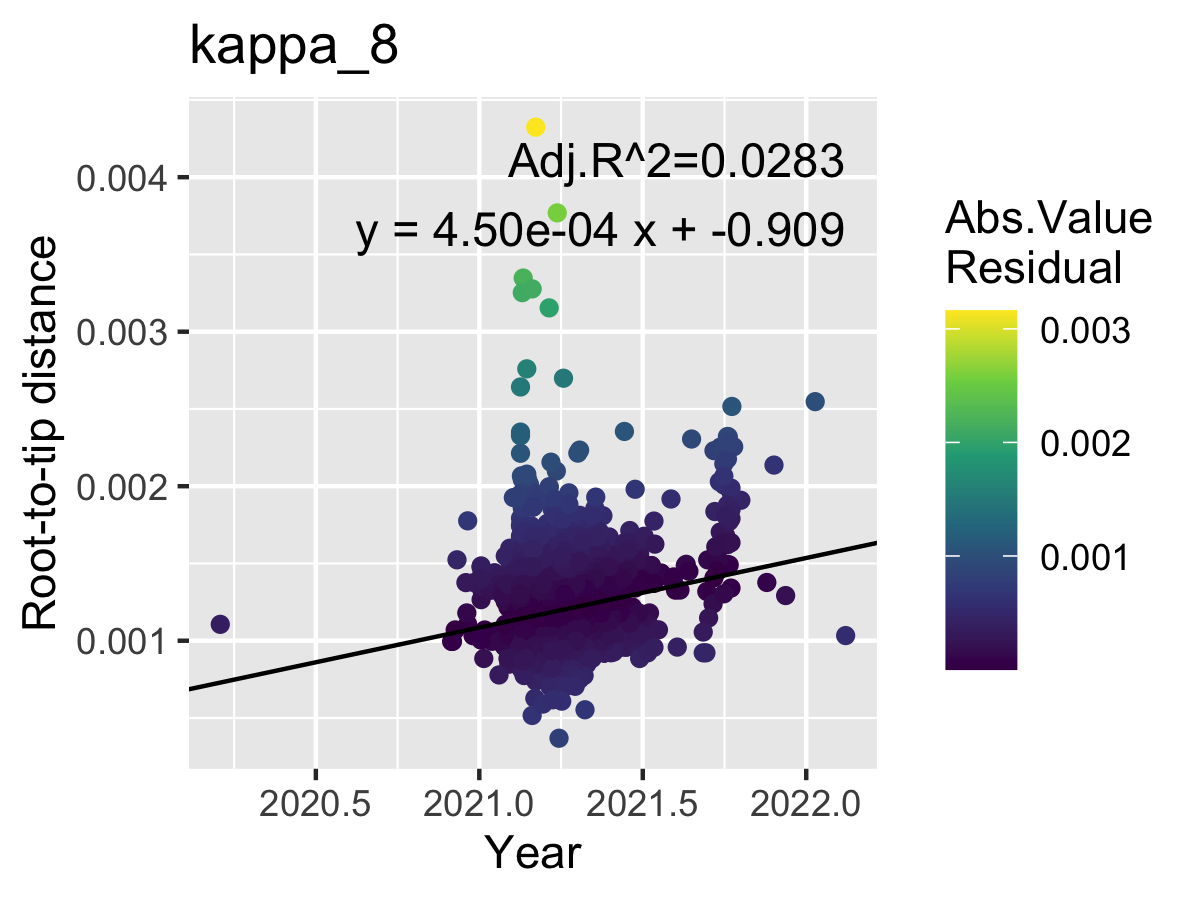 kappa_8
Adj.R^2=0.0283
y = 4.50e-04 x + -0.909
Root-to-tip distance
0.004
0.003
0.002
0.001
2020.5
2021.0
2021.5
2022.0
Year
Abs.Value
Residual
0.003
0.002
0.001